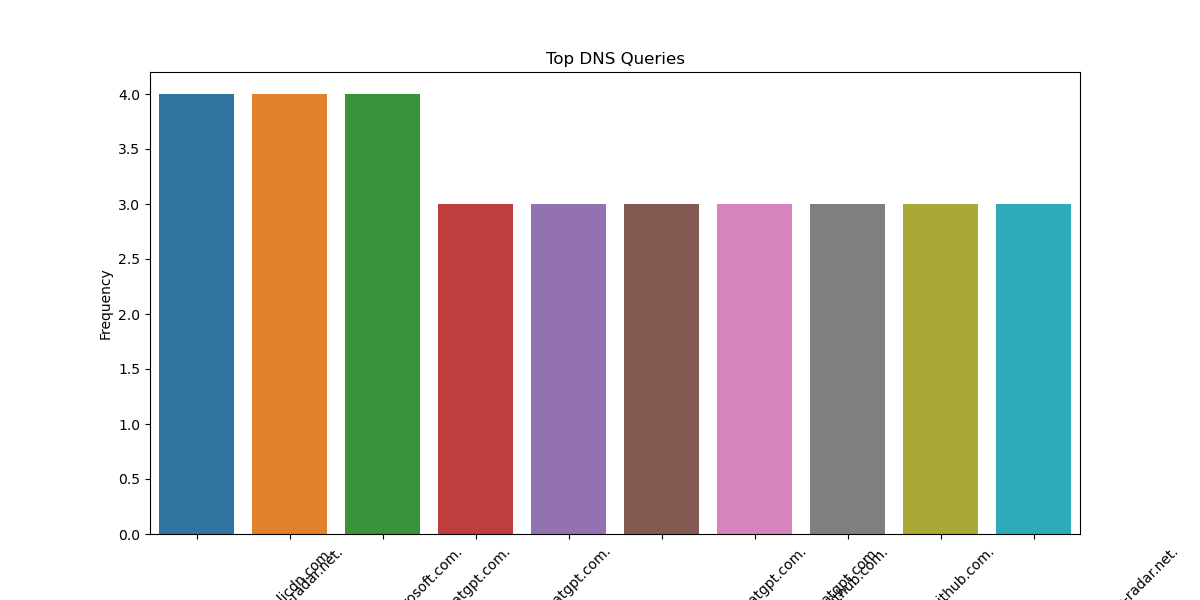 Top DNS Queries
4.0
3.5
3.0
2.5
2.0
1.5
1.0
0.5
0.0
Frequency
licdn.com.
-radar.net.
rosoft.com.
atgpt.com.
atgpt.com.
atgpt.com.
atgpt.com.
ithub.com.
ithub.com.
-radar.net.